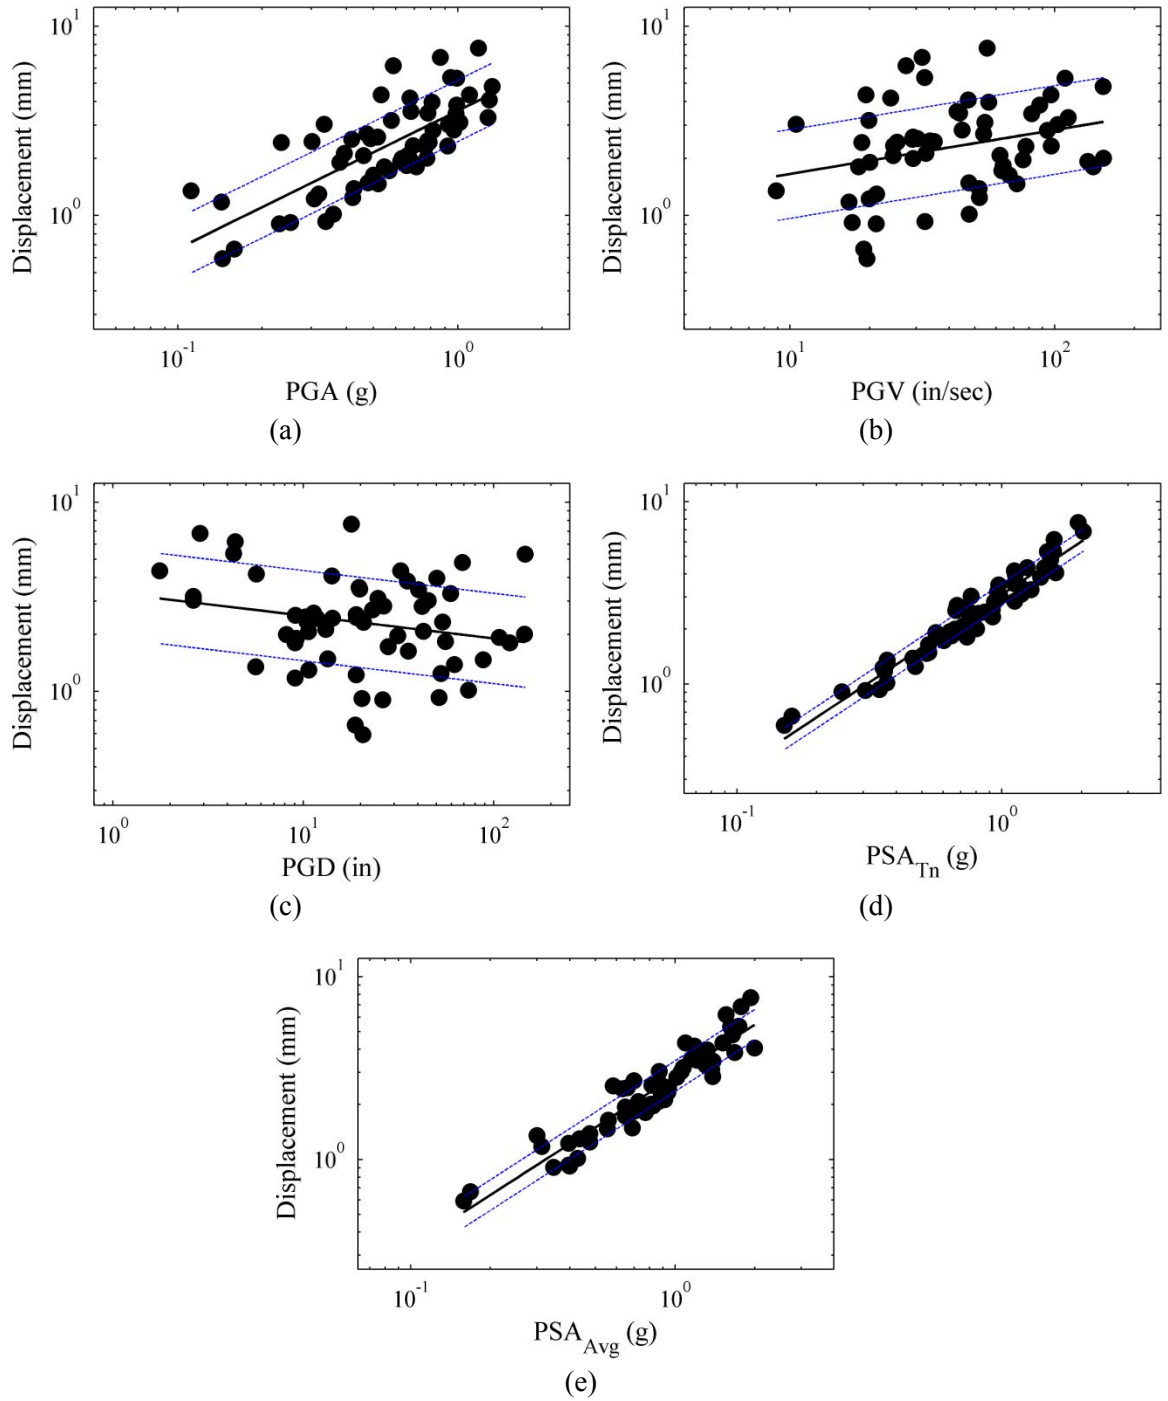 10^1
10^0
Displacement (mm)
10^-1
10^0
PGA (g)
(a)
10^1
10^0
Displacement (mm)
10^1
10^2
PGV (in/sec)
(b)
10^1
10^0
Displacement (mm)
10^0
10^1
10^2
PGD (in)
(c)
10^1
10^0
Displacement (mm)
10^-1
10^0
PSA_Tn (g)
(d)
10^1
10^0
Displacement (mm)
10^-1
10^0
PSA_Avg (g)
(e)